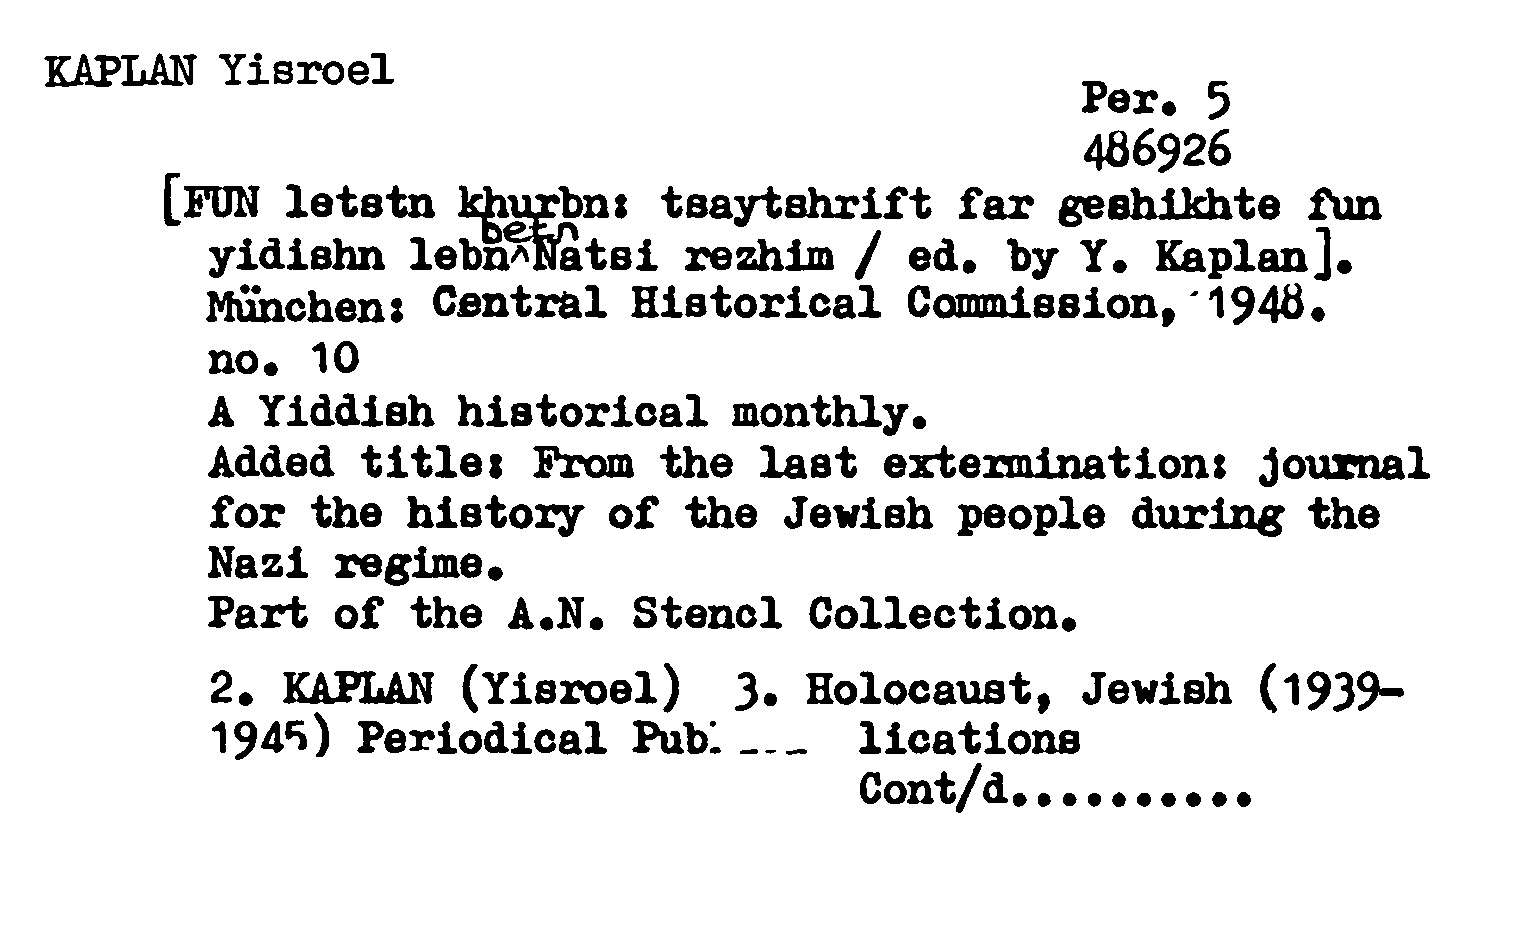 KAPLAN Yisroel
Per. 5
486926
[FUN letstn khurbn: tsaytshrift far geshikhte fun
yidishn lebn betn Natsi rezhim / ed. by Y. Kaplan].
München: Central Historical Commission, 1948.
no. 10
A Yiddish historical monthly.
Added title: From the last extermination: journal
for the history of the Jewish people during the
Nazi regime.
Part of the A.N. Stencl Collection.
2. KAPLAN (Yisroel) 3. Holocaust, Jewish (1939-
1945) Periodical Pub. --- lications
Cont/d..........